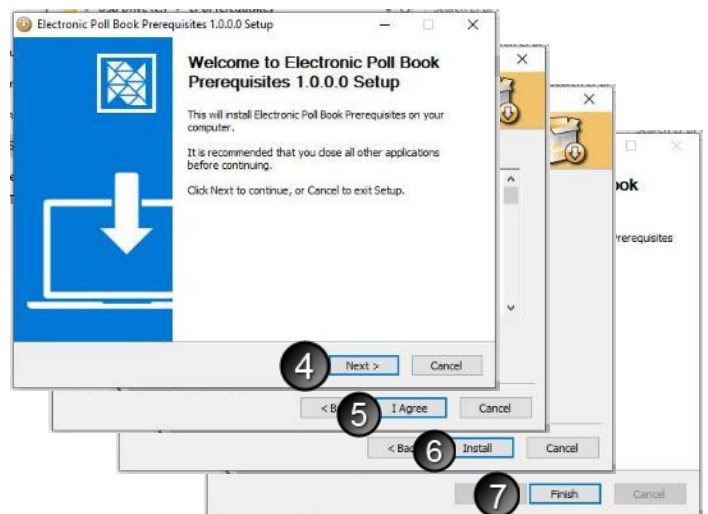 Electronic Poll Book Prerequisites 1.0.0.0 Setup
Welcome to Electronic Poll Book
Prerequisites 1.0.0.0 Setup
This will install Electronic Poll Book Prerequisites on your
computer.
It is recommended that you close all other applications
before continuing.
Click Next to continue, or Cancel to exit Setup.
4 Next > Cancel
< B 5 I Agree Cancel
< Bac 6 Install Cancel
ook
rerequisites
7 Finish Cancel